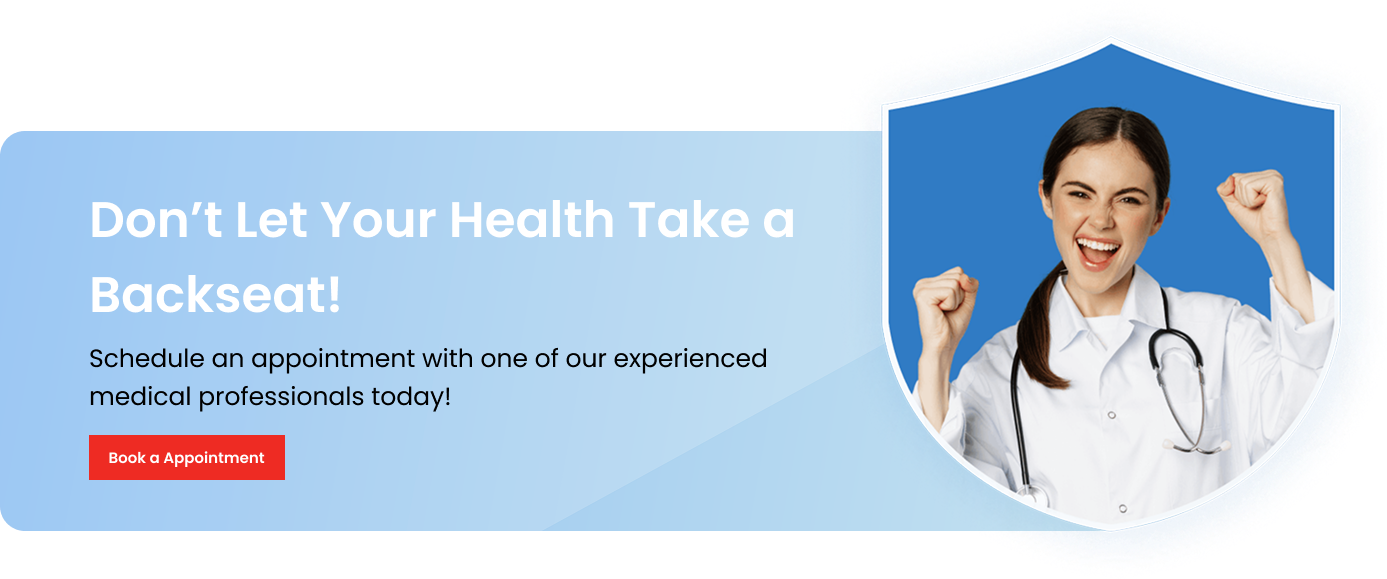 Don’t Let Your Health Take a
Backseat!
Schedule an appointment with one of our experienced
medical professionals today!
Book a Appointment